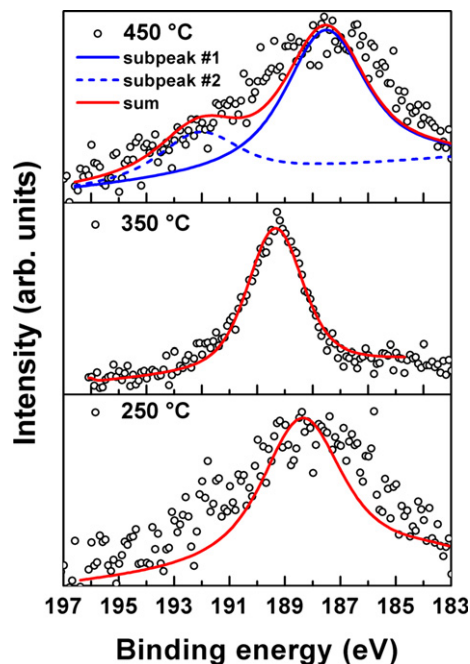 450 °C
subpeak #1
subpeak #2
sum
350 °C
250 °C
Intensity (arb. units)
197 195 193 191 189 187 185 183
Binding energy (eV)